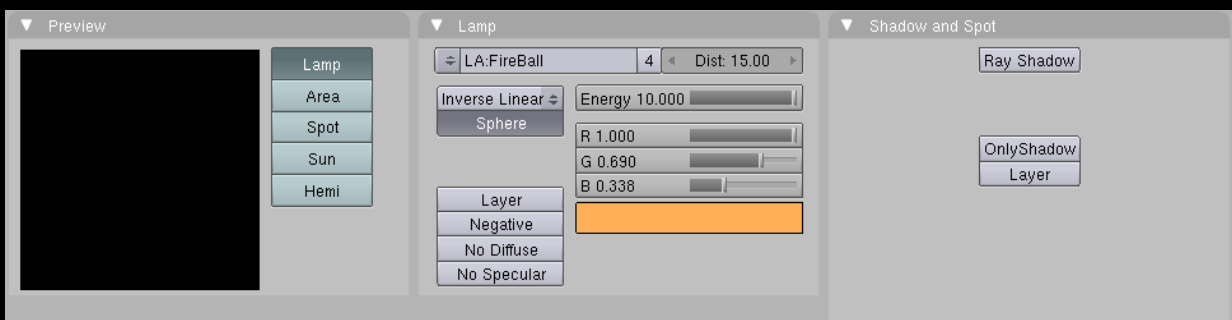 Preview
Lamp
Area
Spot
Sun
Hemi
Lamp
LA:FireBall 4 Dist: 15.00
Inverse Linear Energy 10.000
Sphere
R 1.000
G 0.690
B 0.338
Layer
Negative
No Diffuse
No Specular
Shadow and Spot
Ray Shadow
OnlyShadow
Layer